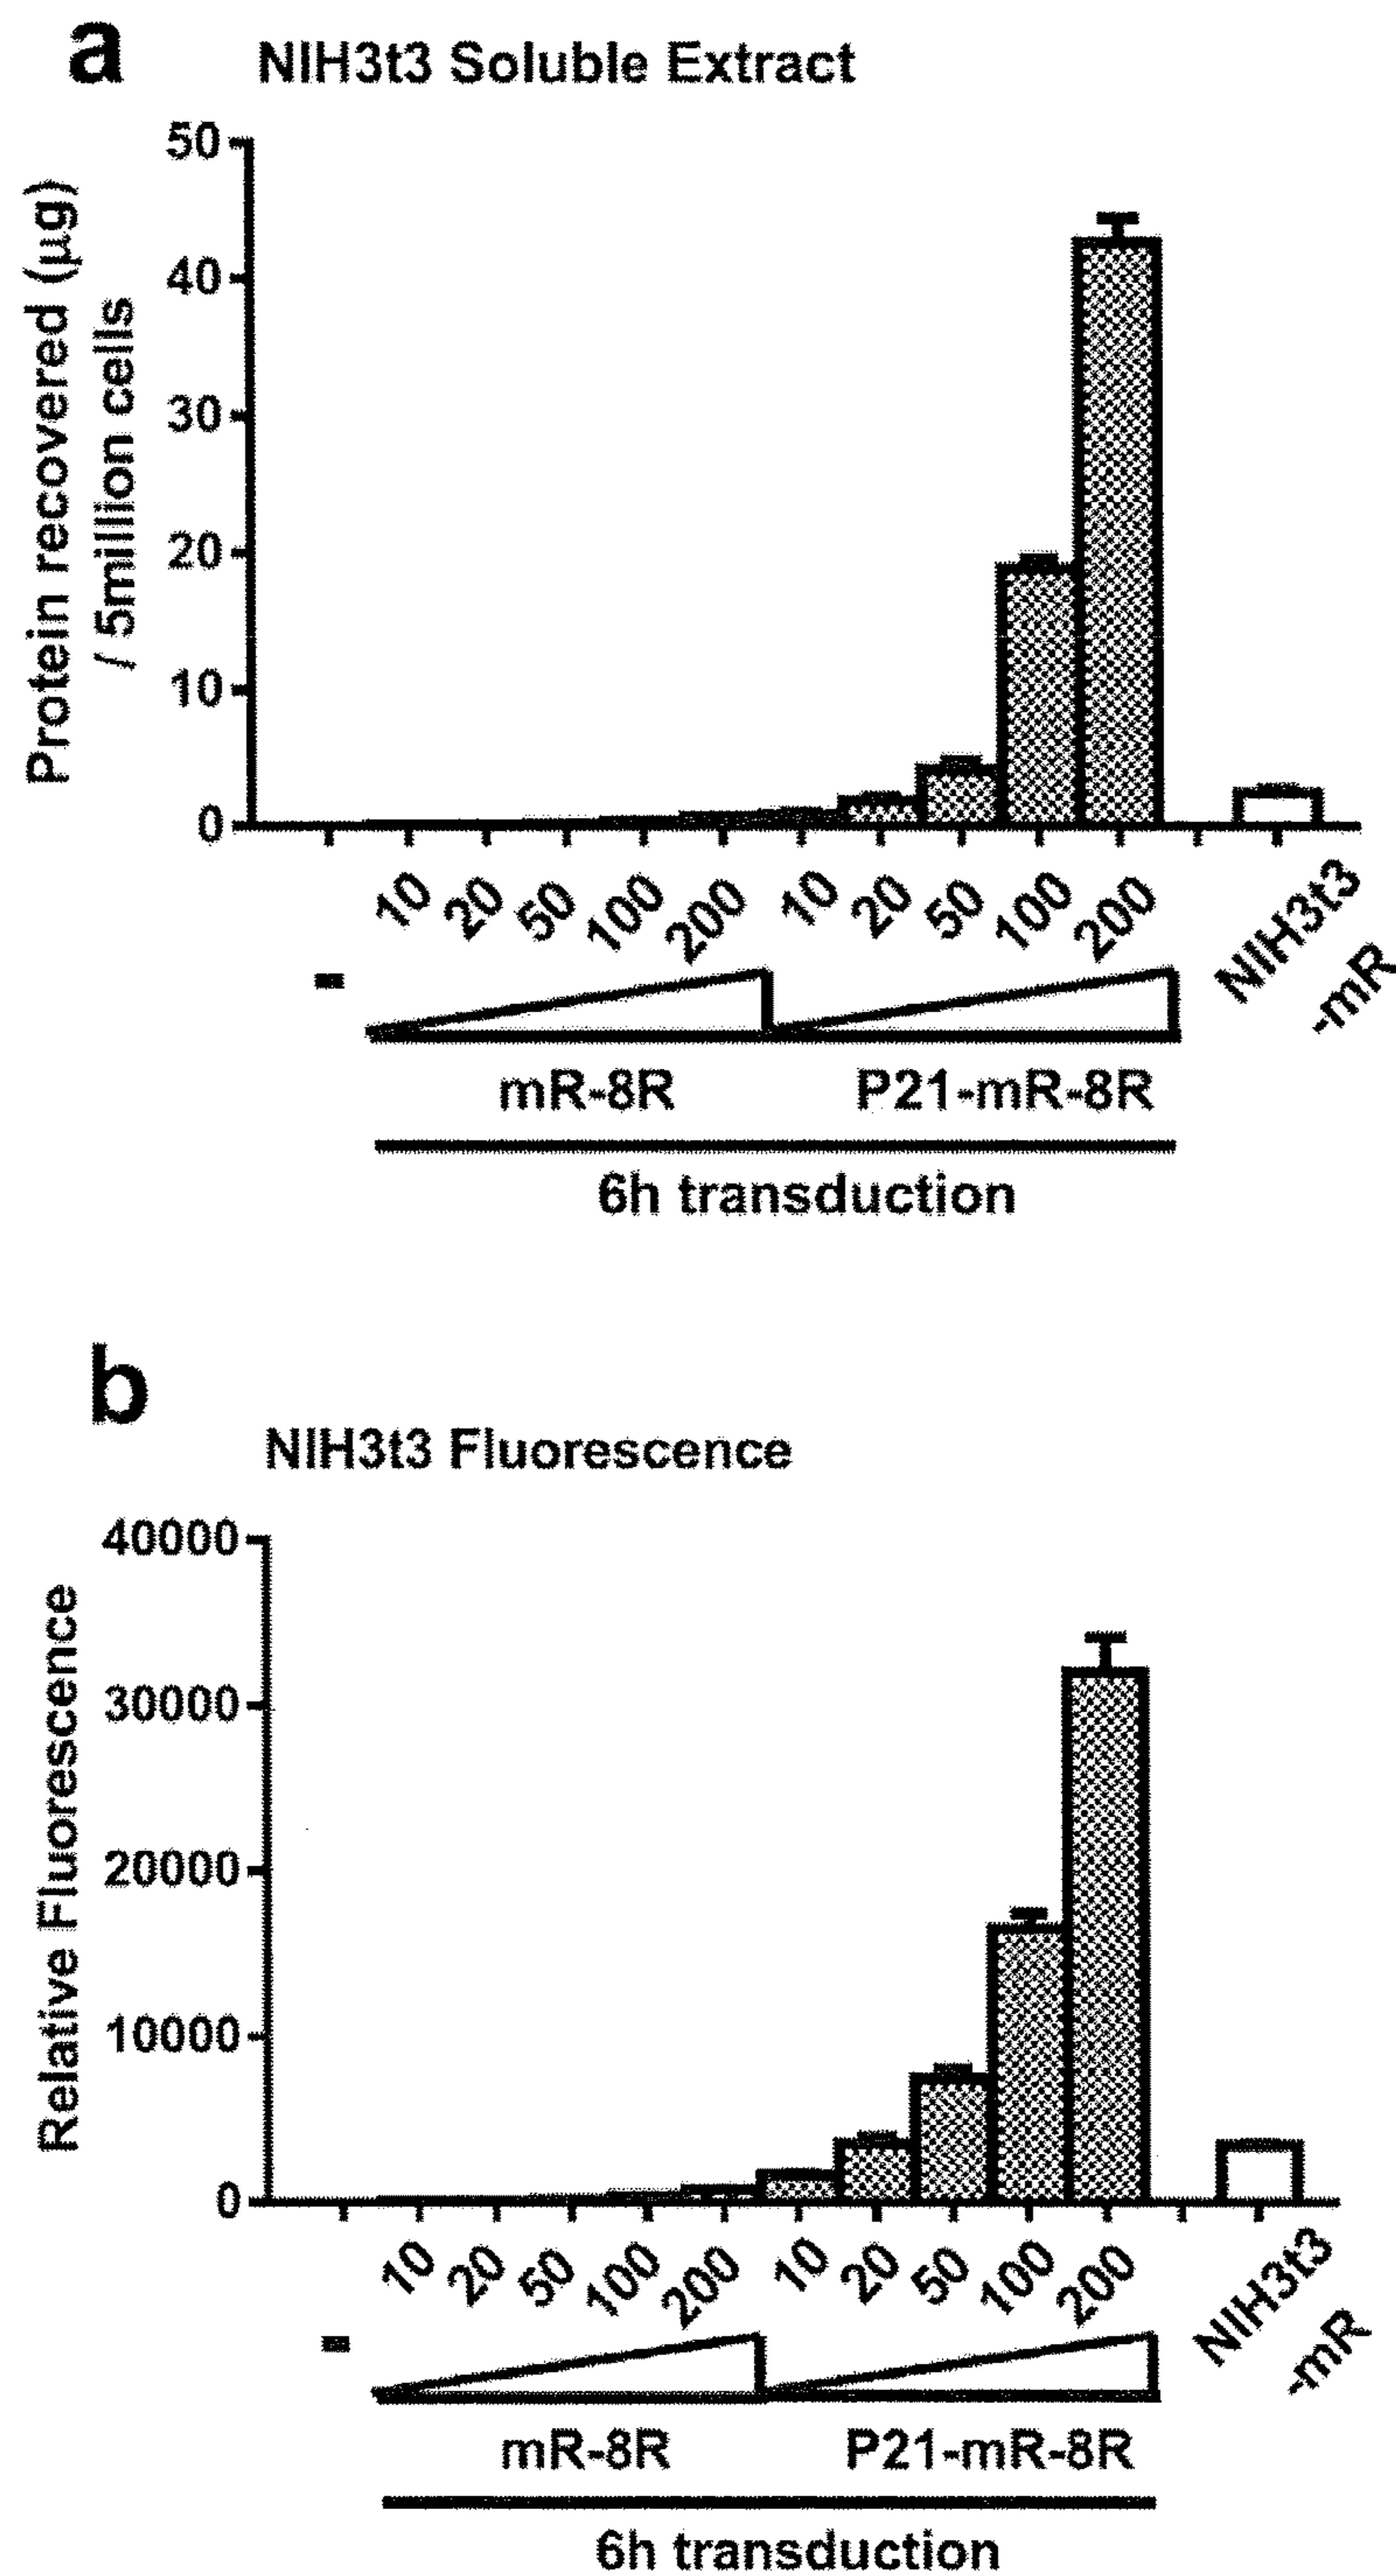 a
NIH3t3 Soluble Extract
Protein recovered (µg)
/ 5million cells
50
40
30
20
10
0
-
10 20 50 100 200 10 20 50 100 200
NIH3t3
-mR
mR-8R P21-mR-8R
6h transduction
b
NIH3t3 Fluorescence
Relative Fluorescence
40000
30000
20000
10000
0
-
10 20 50 100 200 10 20 50 100 200
NIH3t3
-mR
mR-8R P21-mR-8R
6h transduction